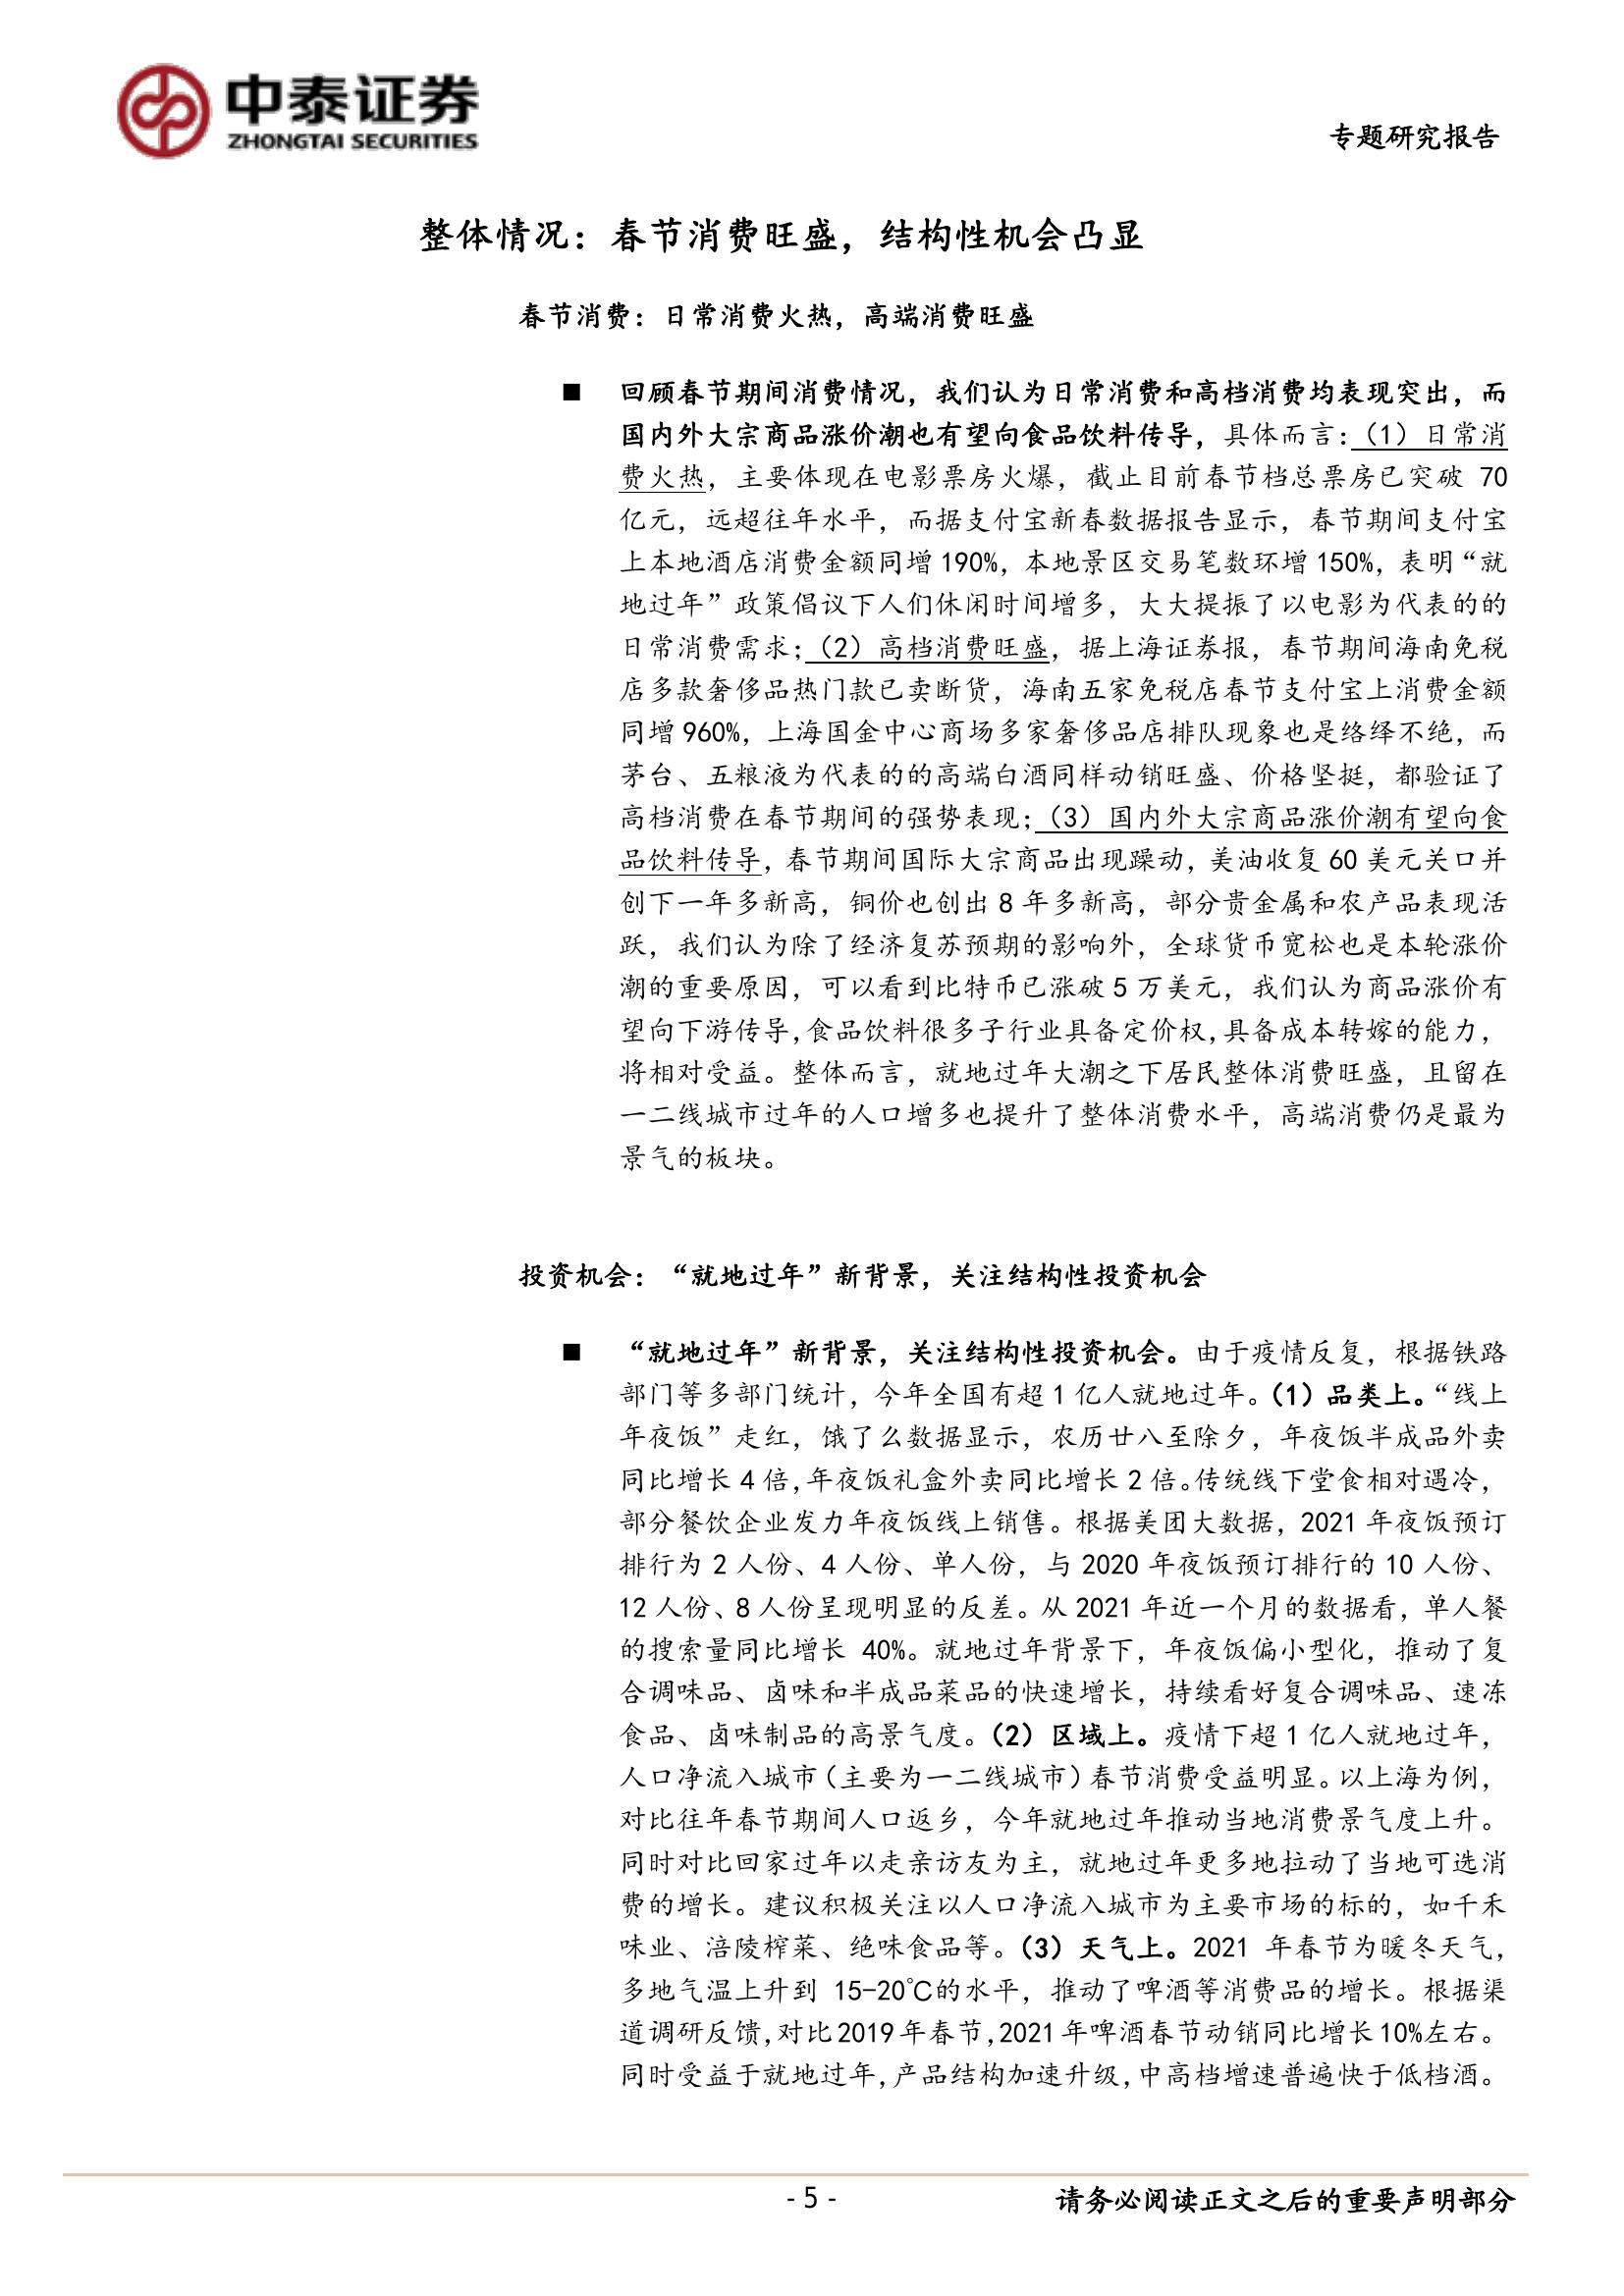 中泰证券
ZHONGTAI SECURITIES
专题研究报告
整体情况：春节消费旺盛，结构性机会凸显
春节消费：日常消费火热，高端消费旺盛
■ 回顾春节期间消费情况，我们认为日常消费和高档消费均表现突出，而
国内外大宗商品涨价潮也有望向食品饮料传导，具体而言：（1）日常消
费火热，主要体现在电影票房火爆，截止目前春节档总票房已突破 70
亿元，远超往年水平，而据支付宝新春数据报告显示，春节期间支付宝
上本地酒店消费金额同增 190%，本地景区交易笔数环增 150%，表明“就
地过年”政策倡议下人们休闲时间增多，大大提振了以电影为代表的的
日常消费需求；（2）高档消费旺盛，据上海证券报，春节期间海南免税
店多款奢侈品热门款已卖断货，海南五家免税店春节支付宝上消费金额
同增 960%，上海国金中心商场多家奢侈品店排队现象也是络绎不绝，而
茅台、五粮液为代表的的高端白酒同样动销旺盛、价格坚挺，都验证了
高档消费在春节期间的强势表现；（3）国内外大宗商品涨价潮有望向食
品饮料传导，春节期间国际大宗商品出现躁动，美油收复 60 美元关口并
创下一年多新高，铜价也创出 8 年多新高，部分贵金属和农产品表现活
跃，我们认为除了经济复苏预期的影响外，全球货币宽松也是本轮涨价
潮的重要原因，可以看到比特币已涨破 5 万美元，我们认为商品涨价有
望向下游传导，食品饮料很多子行业具备定价权，具备成本转嫁的能力，
将相对受益。整体而言，就地过年大潮之下居民整体消费旺盛，且留在
一二线城市过年的人口增多也提升了整体消费水平，高端消费仍是最为
景气的板块。
投资机会：“就地过年”新背景，关注结构性投资机会
■ “就地过年”新背景，关注结构性投资机会。由于疫情反复，根据铁路
部门等多部门统计，今年全国有超 1 亿人就地过年。（1）品类上。“线上
年夜饭”走红，饿了么数据显示，农历廿八至除夕，年夜饭半成品外卖
同比增长 4 倍，年夜饭礼盒外卖同比增长 2 倍。传统线下堂食相对遇冷，
部分餐饮企业发力年夜饭线上销售。根据美团大数据，2021 年夜饭预订
排行为 2 人份、4 人份、单人份，与 2020 年夜饭预订排行的 10 人份、
12 人份、8 人份呈现明显的反差。从 2021 年近一个月的数据看，单人餐
的搜索量同比增长 40%。就地过年背景下，年夜饭偏小型化，推动了复
合调味品、卤味和半成品菜品的快速增长，持续看好复合调味品、速冻
食品、卤味制品的高景气度。（2）区域上。疫情下超 1 亿人就地过年，
人口净流入城市（主要为一二线城市）春节消费受益明显。以上海为例，
对比往年春节期间人口返乡，今年就地过年推动当地消费景气度上升。
同时对比回家过年以走亲访友为主，就地过年更多地拉动了当地可选消
费的增长。建议积极关注以人口净流入城市为主要市场的标的，如千禾
味业、涪陵榨菜、绝味食品等。（3）天气上。2021 年春节为暖冬天气，
多地气温上升到 15-20℃的水平，推动了啤酒等消费品的增长。根据渠
道调研反馈，对比2019年春节，2021年啤酒春节动销同比增长10%左右。
同时受益于就地过年，产品结构加速升级，中高档增速普遍快于低档酒。
- 5 -
请务必阅读正文之后的重要声明部分